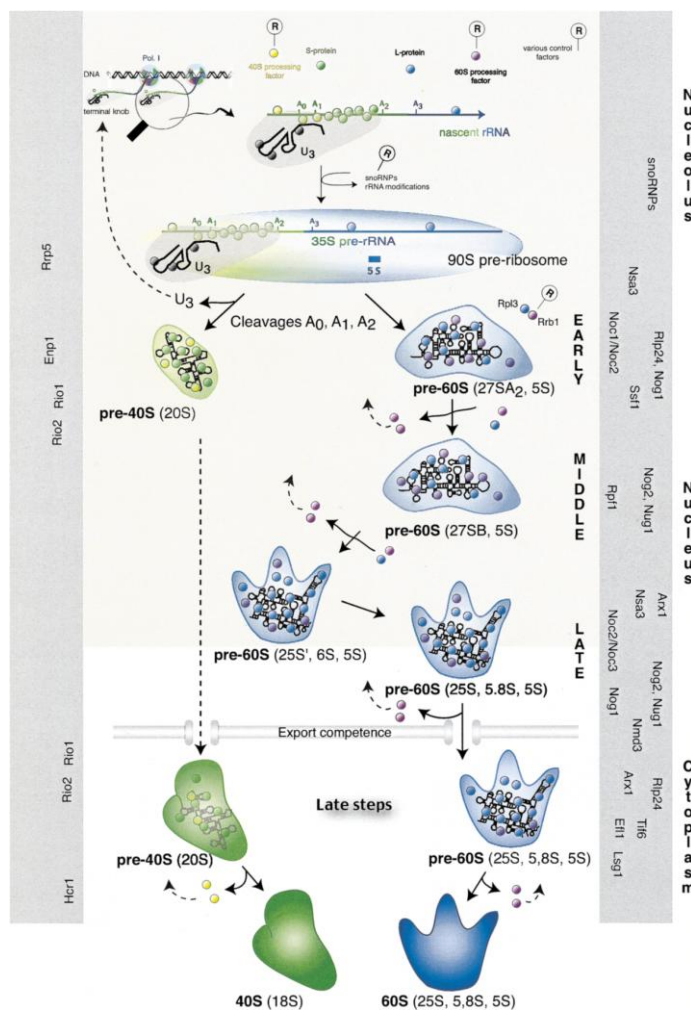 R
S-protein
L-protein
R
various control
factors
R
40S processing
factor
60S processing
factor
Pol. I
DNA
terminal knob
A0
A1
A2
A3
nascent rRNA
U3
R
snoRNPs
rRNA modifications
A0
A1
A2
A3
35S pre-rRNA
90S pre-ribosome
5 S
U3
U3
Cleavages A0, A1, A2
R
Rpl3
Rrb1
pre-40S (20S)
pre-60S (27SA2, 5S)
EARLY
pre-60S (27SB, 5S)
MIDDLE
pre-60S (25S', 6S, 5S)
pre-60S (25S, 5.8S, 5S)
LATE
Export competence
Late steps
pre-40S (20S)
pre-60S (25S, 5,8S, 5S)
40S (18S)
60S (25S, 5,8S, 5S)
Rrp5
Enp1
Rio1
Rio2
Rio1
Rio2
Hcr1
snoRNPs
Nsa3
Noc1/Noc2
Rlp24, Nog1
Ssf1
Rpf1
Nog2, Nug1
Arx1
Nsa3
Noc2/Noc3
Nog2, Nug1
Nog1
Nmd3
Arx1
Rlp24
Tif6
Efl1
Lsg1
Nucleolus
Nucleus
Cytoplasm